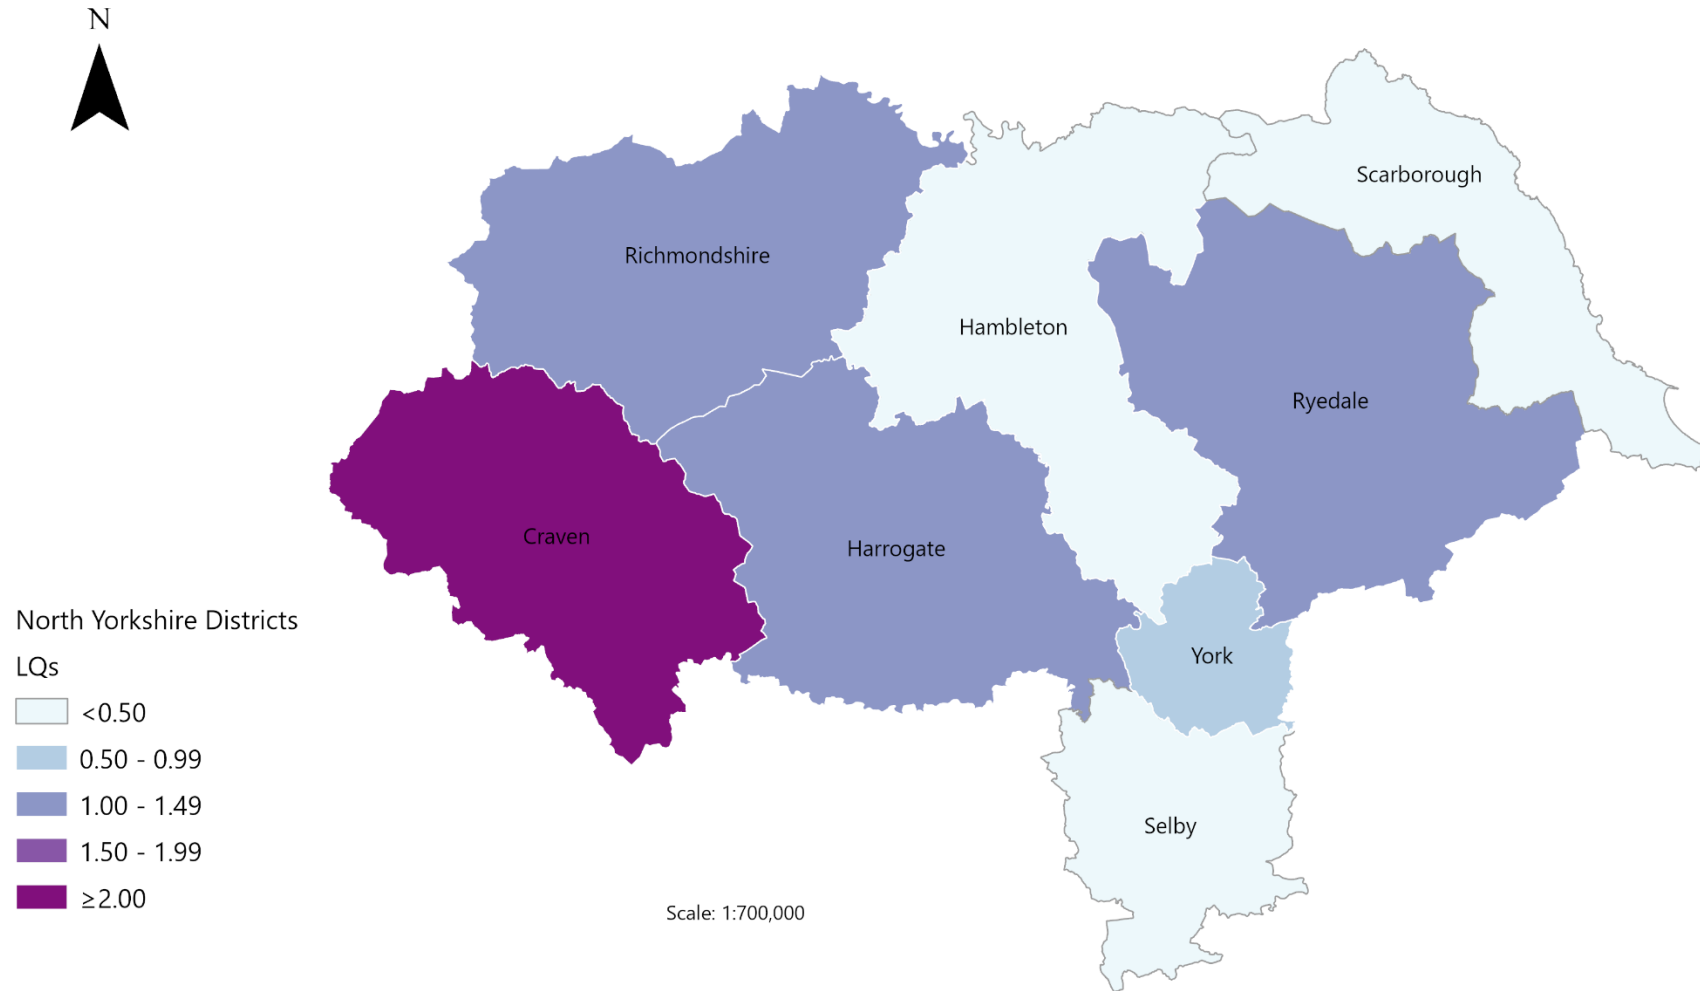 N
Scarborough
Richmondshire
Hambleton
Ryedale
Craven
Harrogate
York
Selby
North Yorkshire Districts
LQs
<0.50
0.50 - 0.99
1.00 - 1.49
1.50 - 1.99
≥2.00
Scale: 1:700,000